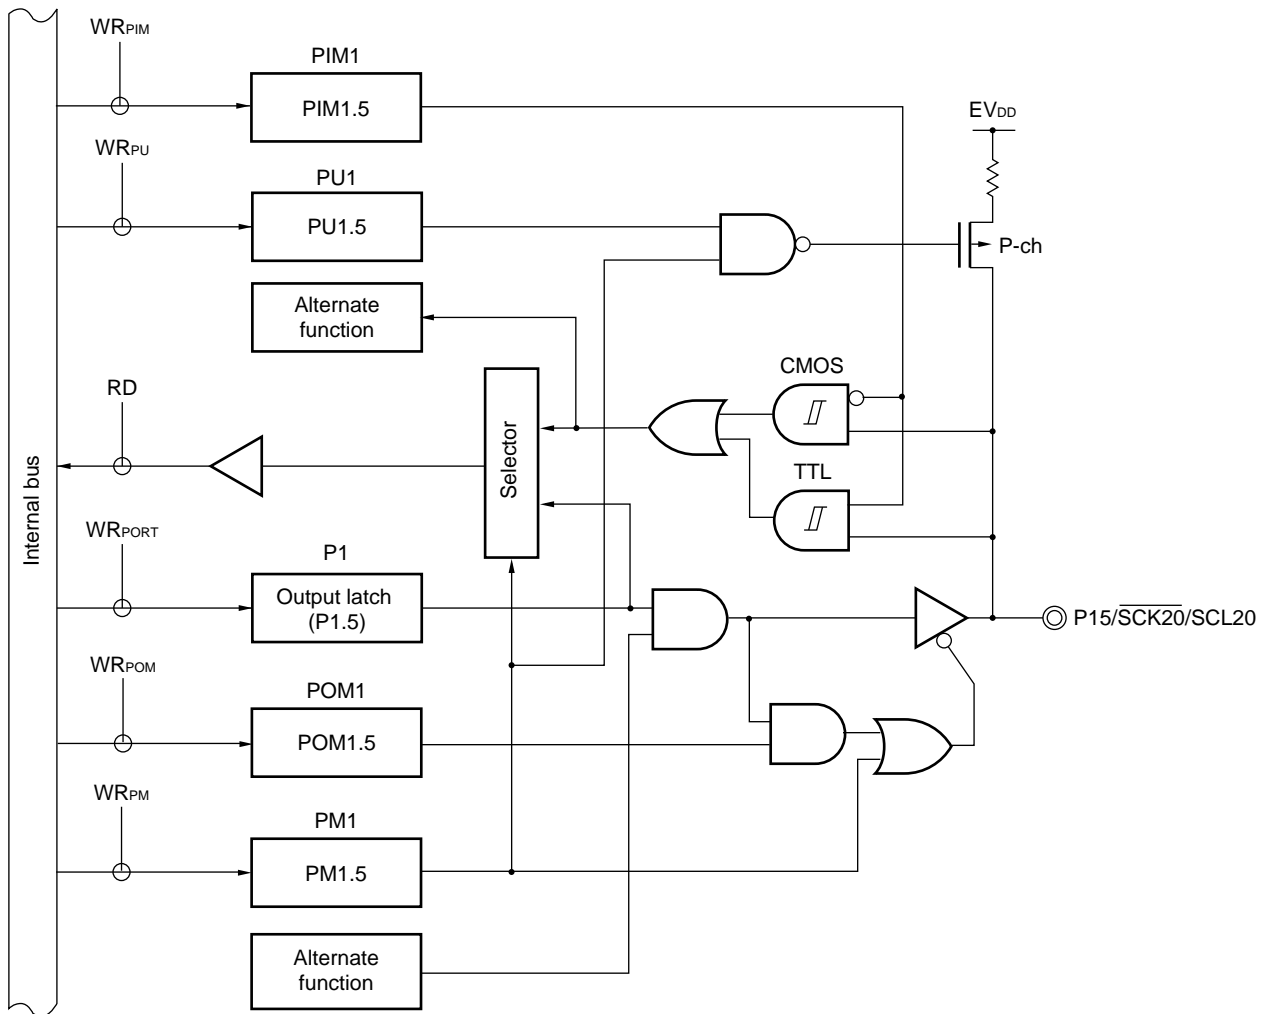 WRPIM
PIM1
PIM1.5
EVDD
WRPU
PU1
PU1.5
P-ch
Alternate
function
CMOS
RD
Selector
TTL
Internal bus
WRPORT
P1
Output latch
(P1.5)
P15/SCK20/SCL20
WRPOM
POM1
POM1.5
WRPM
PM1
PM1.5
Alternate
function